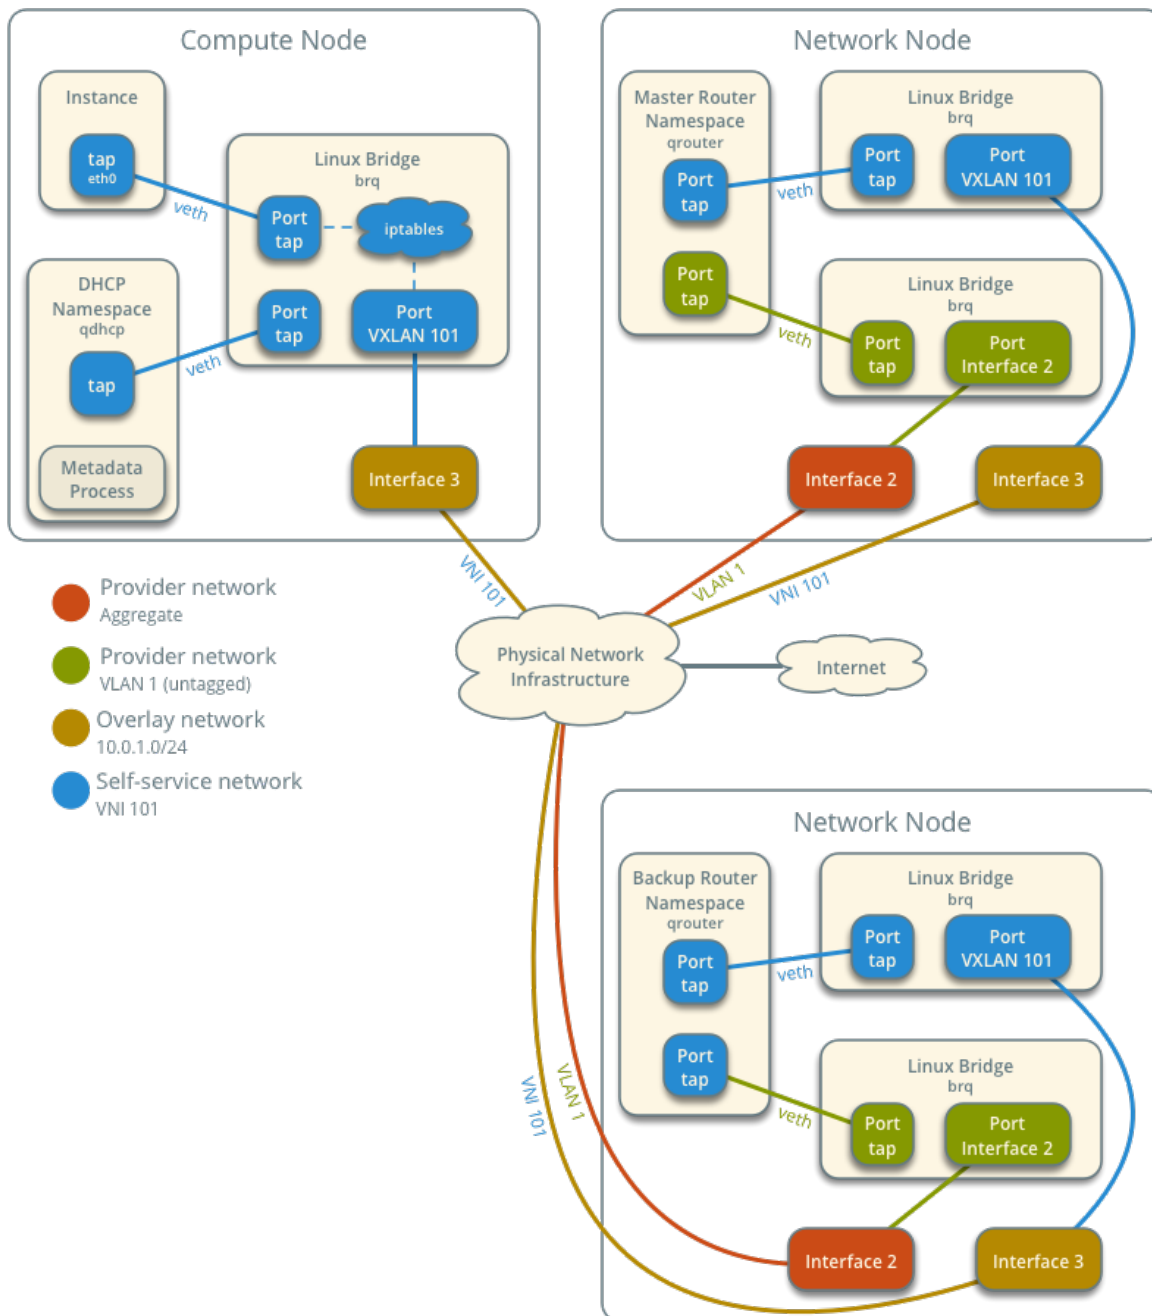 Compute Node
Instance
tap
eth0
veth
Linux Bridge
brq
Port
tap
iptables
DHCP
Namespace
qdhcp
tap
veth
Port
tap
Port
VXLAN 101
Metadata
Process
Interface 3
VNI 101
Network Node
Master Router
Namespace
qrouter
Port
tap
veth
Linux Bridge
brq
Port
tap
Port
VXLAN 101
Port
tap
veth
Linux Bridge
brq
Port
tap
Port
Interface 2
Interface 2
Interface 3
VLAN 1
VNI 101
Provider network
Aggregate
Provider network
VLAN 1 (untagged)
Overlay network
10.0.1.0/24
Self-service network
VNI 101
Physical Network
Infrastructure
Internet
VNI 101
VLAN 1
Network Node
Backup Router
Namespace
qrouter
Port
tap
veth
Linux Bridge
brq
Port
tap
Port
VXLAN 101
Port
tap
veth
Linux Bridge
brq
Port
tap
Port
Interface 2
Interface 2
Interface 3